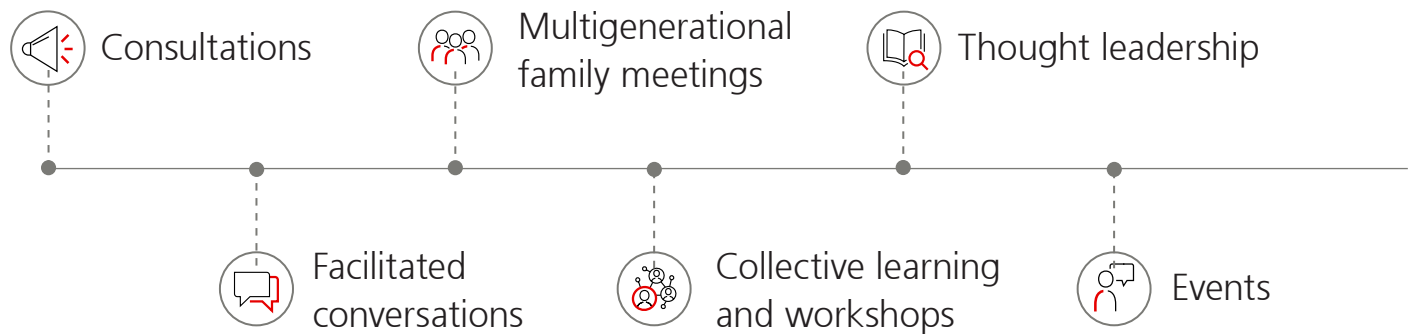 Consultations
Facilitated
conversations
Multigenerational
family meetings
Collective learning
and workshops
Thought leadership
Events